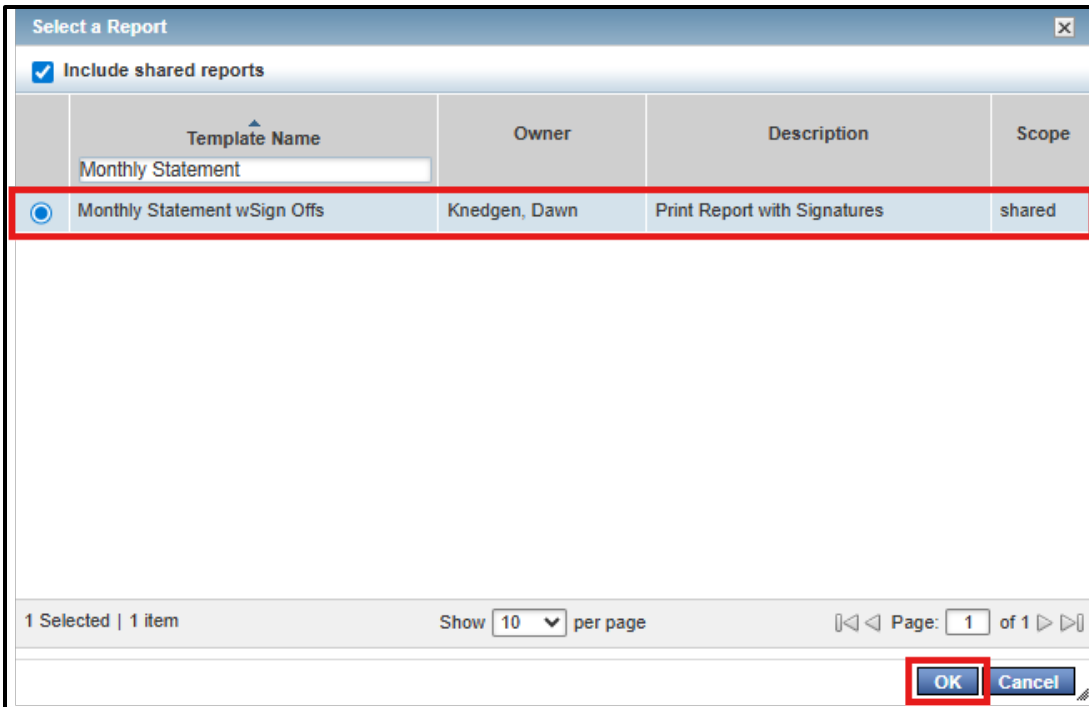 Select a Report
Include shared reports
Template Name Owner Description Scope
Monthly Statement
Monthly Statement wSign Offs Knedgen, Dawn Print Report with Signatures shared
1 Selected | 1 item Show 10 per page Page: 1 of 1
OK Cancel